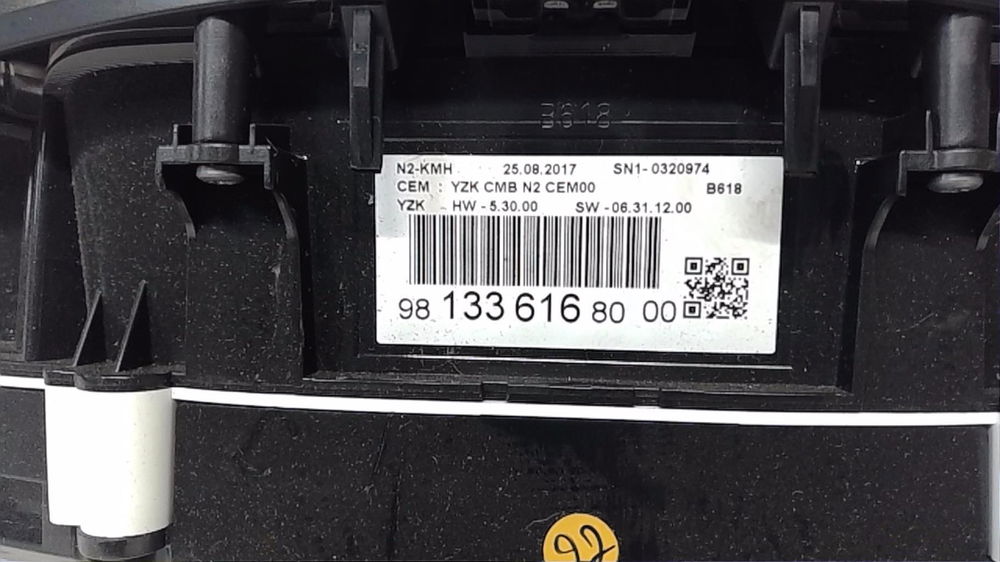 B618
N2-KMH 25.08.2017 SN1- 0320974
CEM : YZK CMB N2 CEM00 B618
YZK - HW - 5.30.00 SW - 06.31.12.00
98 133 616 80 00